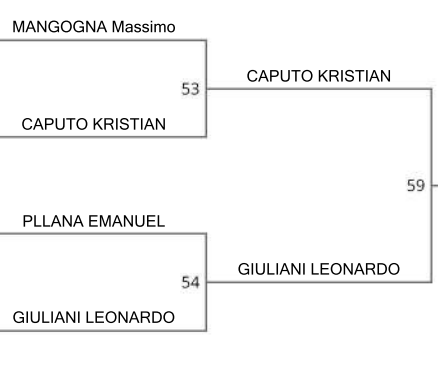 MANGOGNA Massimo
53
CAPUTO KRISTIAN
CAPUTO KRISTIAN
59
PLLANA EMANUEL
54
GIULIANI LEONARDO
GIULIANI LEONARDO